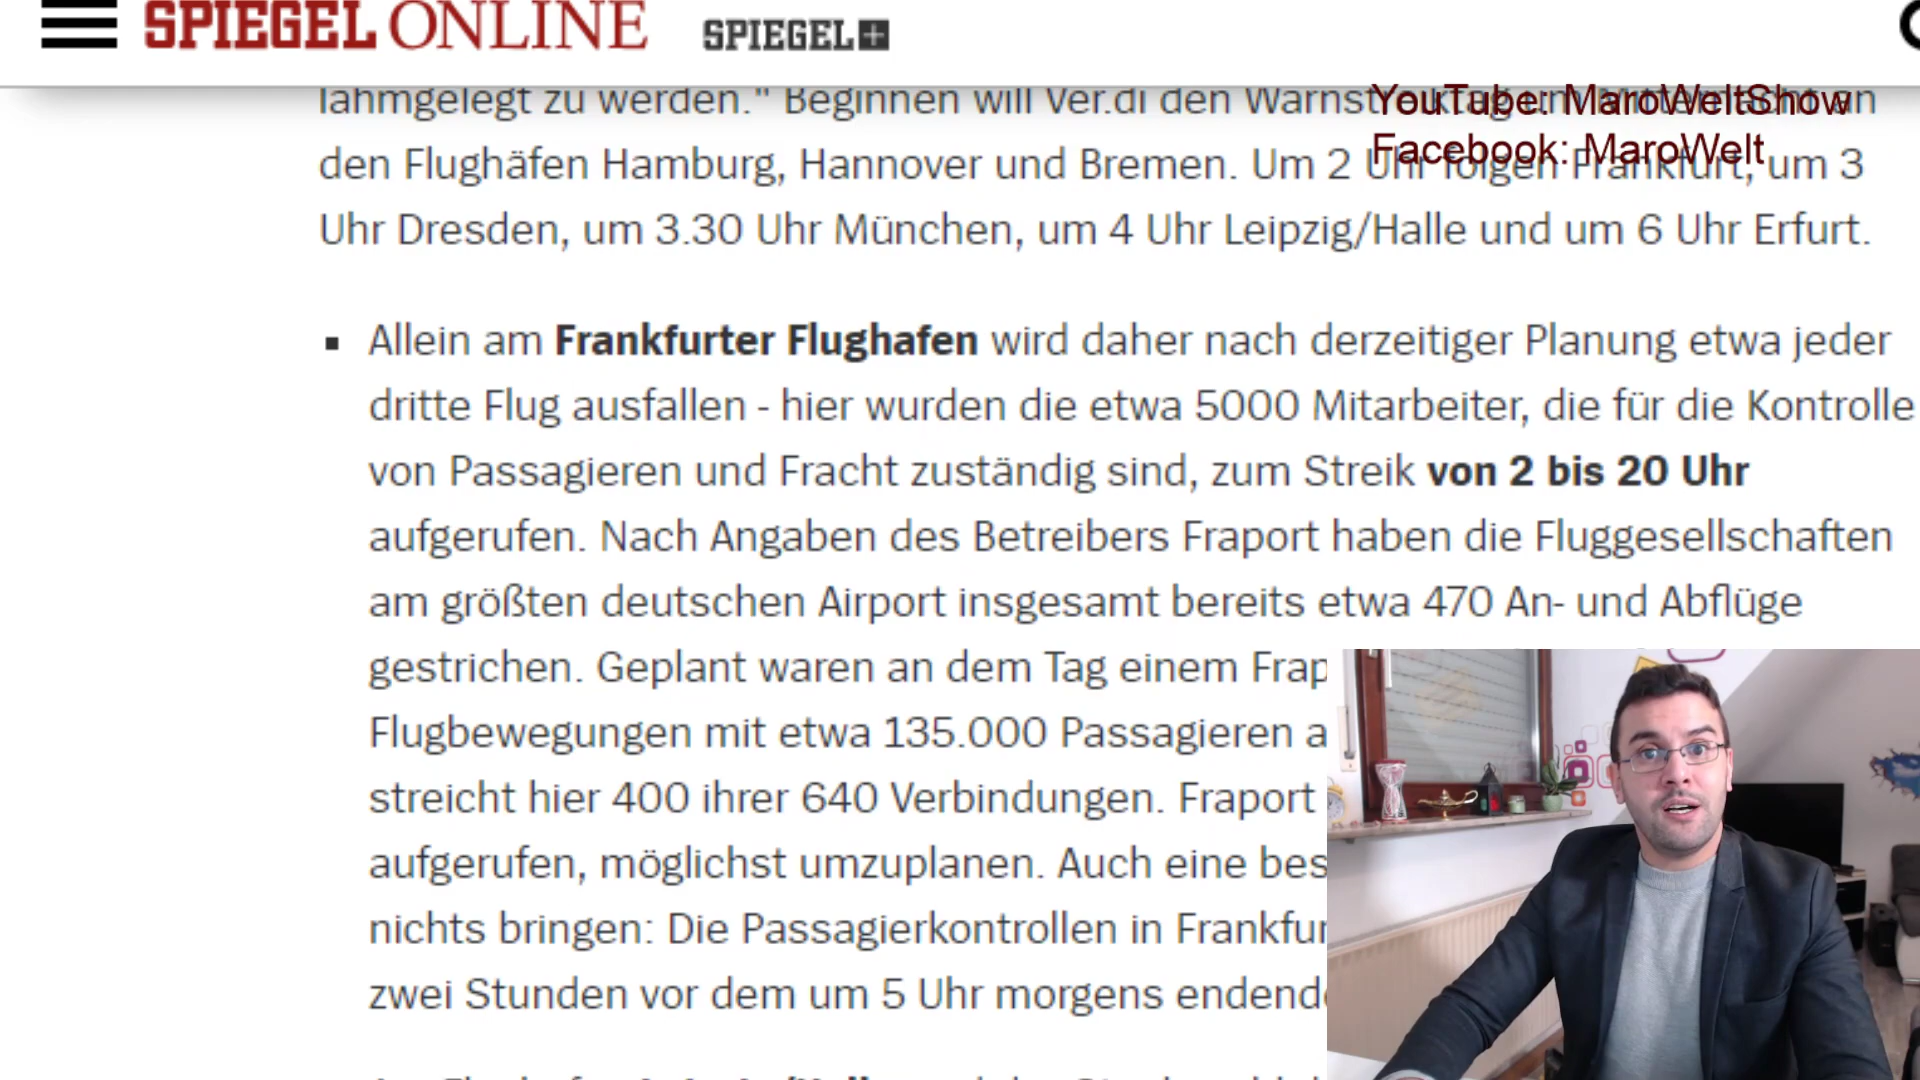 SPIEGEL ONLINE SPIEGEL+
lahmgelegt zu werden." Beginnen will Ver.di den Warnstreiktag um Mitternacht an
YouTube: MaroWeltShow
den Flughäfen Hamburg, Hannover und Bremen. Um 2 Uhr folgen Frankfurt, um 3
Facebook: MaroWelt
Uhr Dresden, um 3.30 Uhr München, um 4 Uhr Leipzig/Halle und um 6 Uhr Erfurt.
▪ Allein am Frankfurter Flughafen wird daher nach derzeitiger Planung etwa jeder
dritte Flug ausfallen - hier wurden die etwa 5000 Mitarbeiter, die für die Kontrolle
von Passagieren und Fracht zuständig sind, zum Streik von 2 bis 20 Uhr
aufgerufen. Nach Angaben des Betreibers Fraport haben die Fluggesellschaften
am größten deutschen Airport insgesamt bereits etwa 470 An- und Abflüge
gestrichen. Geplant waren an dem Tag einem Frap
Flugbewegungen mit etwa 135.000 Passagieren a
streicht hier 400 ihrer 640 Verbindungen. Fraport
aufgerufen, möglichst umzuplanen. Auch eine bes
nichts bringen: Die Passagierkontrollen in Frankfur
zwei Stunden vor dem um 5 Uhr morgens endend